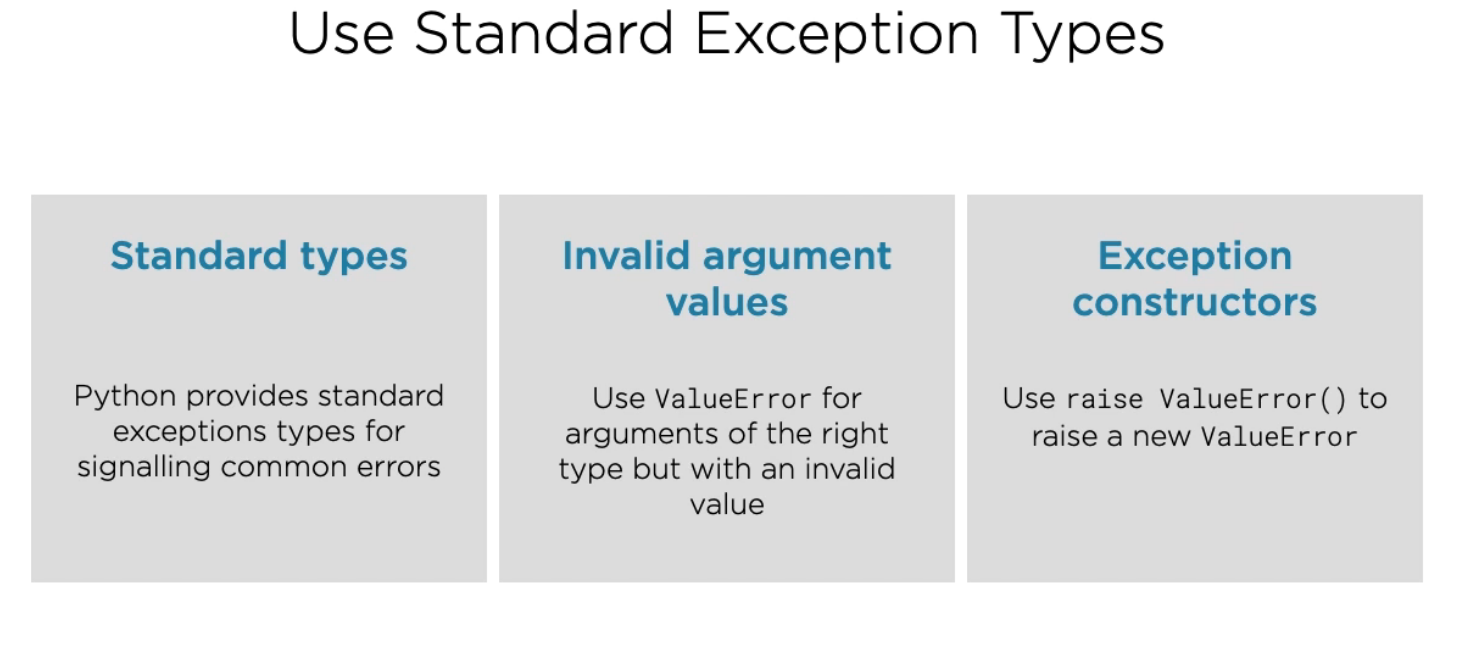 Use Standard Exception Types
Standard types
Python provides standard
exceptions types for
signalling common errors
Invalid argument
values
Use ValueError for
arguments of the right
type but with an invalid
value
Exception
constructors
Use raise ValueError() to
raise a new ValueError